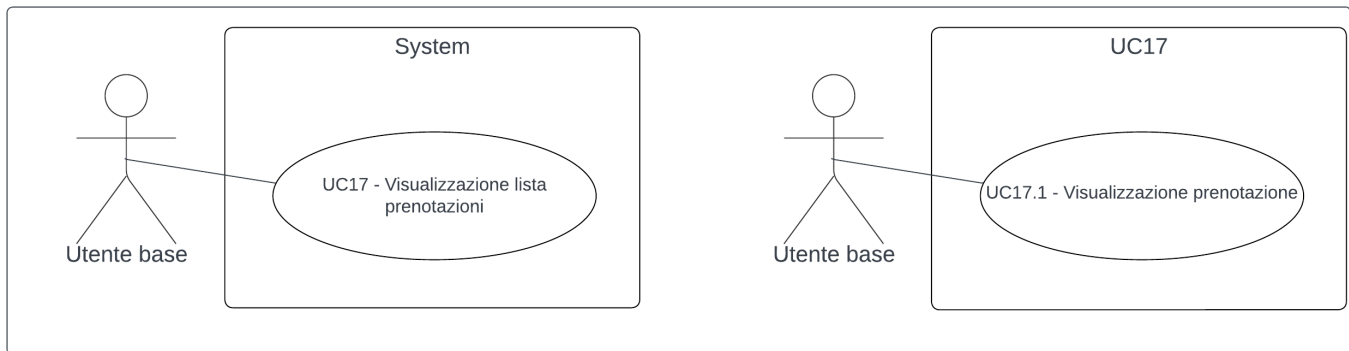 System
UC17 - Visualizzazione lista
prenotazioni
Utente base
UC17
UC17.1 - Visualizzazione prenotazione
Utente base